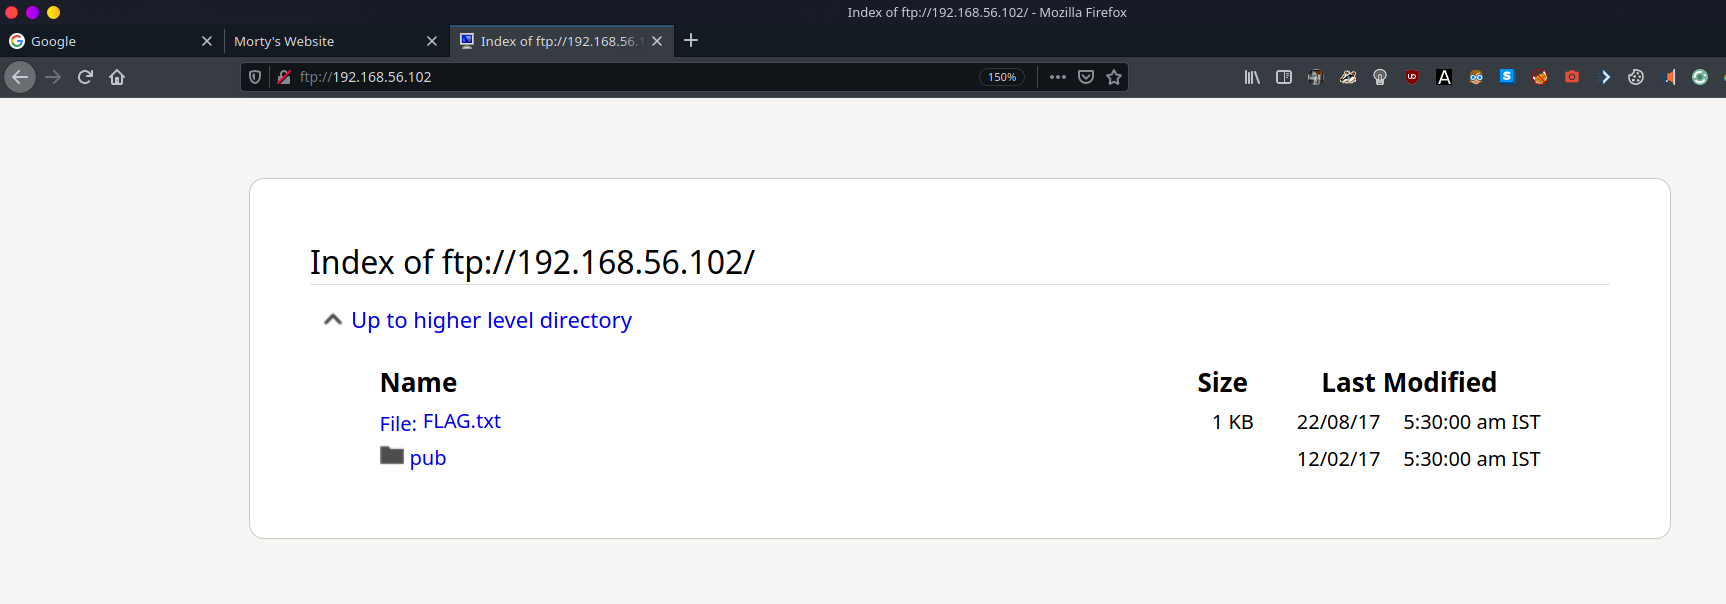 Index of ftp://192.168.56.102/ - Mozilla Firefox
Google
Morty's Website
Index of ftp://192.168.56.1
ftp://192.168.56.102
150%
Index of ftp://192.168.56.102/
Up to higher level directory
Name Size Last Modified
File: FLAG.txt 1 KB 22/08/17 5:30:00 am IST
pub 12/02/17 5:30:00 am IST